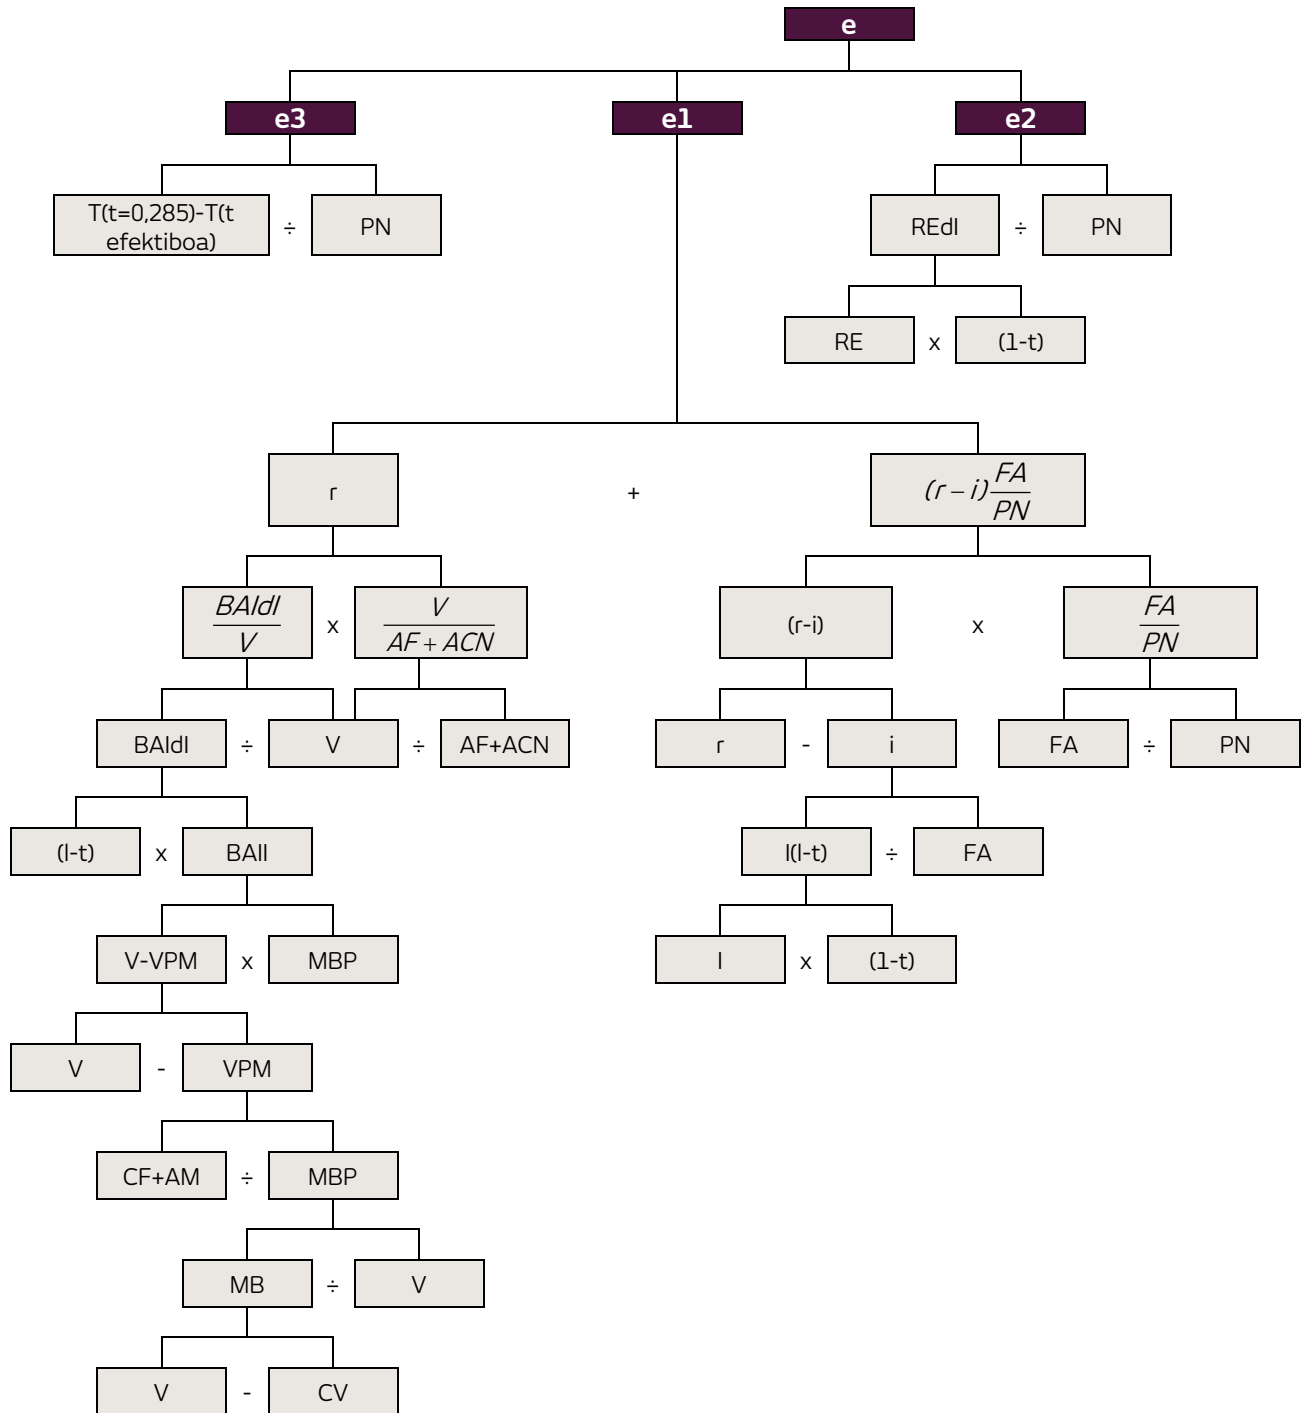 e
e3
e1
e2
T(t=0,285)-T(t
efektiboa)
÷
PN
REdI
÷
PN
RE
x
(1-t)
r
+
(r – i) FA/PN
BAIdI/V
x
V/AF + ACN
(r-i)
x
FA/PN
BAIdI
÷
V
÷
AF+ACN
r
-
i
FA
÷
PN
(l-t)
x
BAII
I(l-t)
÷
FA
V-VPM
x
MBP
I
x
(1-t)
V
-
VPM
CF+AM
÷
MBP
MB
÷
V
V
-
CV